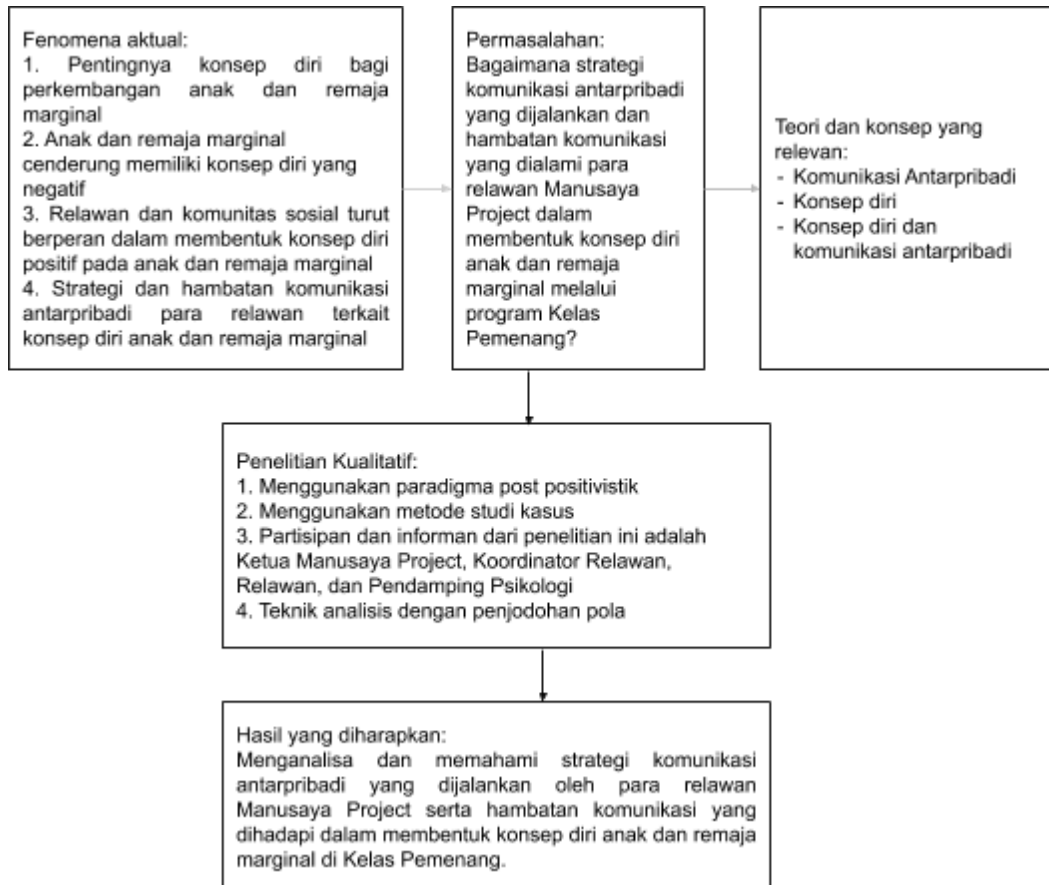 Fenomena aktual:
1. Pentingnya konsep diri bagi
perkembangan anak dan remaja
marginal
2. Anak dan remaja marginal
cenderung memiliki konsep diri yang
negatif
3. Relawan dan komunitas sosial turut
berperan dalam membentuk konsep diri
positif pada anak dan remaja marginal
4. Strategi dan hambatan komunikasi
antarpribadi para relawan terkait
konsep diri anak dan remaja marginal
Permasalahan:
Bagaimana strategi
komunikasi antarpribadi
yang dijalankan dan
hambatan komunikasi
yang dialami para
relawan Manusaya
Project dalam
membentuk konsep diri
anak dan remaja
marginal melalui
program Kelas
Pemenang?
Teori dan konsep yang
relevan:
- Komunikasi Antarpribadi
- Konsep diri
- Konsep diri dan
komunikasi antarpribadi
Penelitian Kualitatif:
1. Menggunakan paradigma post positivistik
2. Menggunakan metode studi kasus
3. Partisipan dan informan dari penelitian ini adalah
Ketua Manusaya Project, Koordinator Relawan,
Relawan, dan Pendamping Psikologi
4. Teknik analisis dengan penjodohan pola
Hasil yang diharapkan:
Menganalisa dan memahami strategi komunikasi
antarpribadi yang dijalankan oleh para relawan
Manusaya Project serta hambatan komunikasi yang
dihadapi dalam membentuk konsep diri anak dan remaja
marginal di Kelas Pemenang.